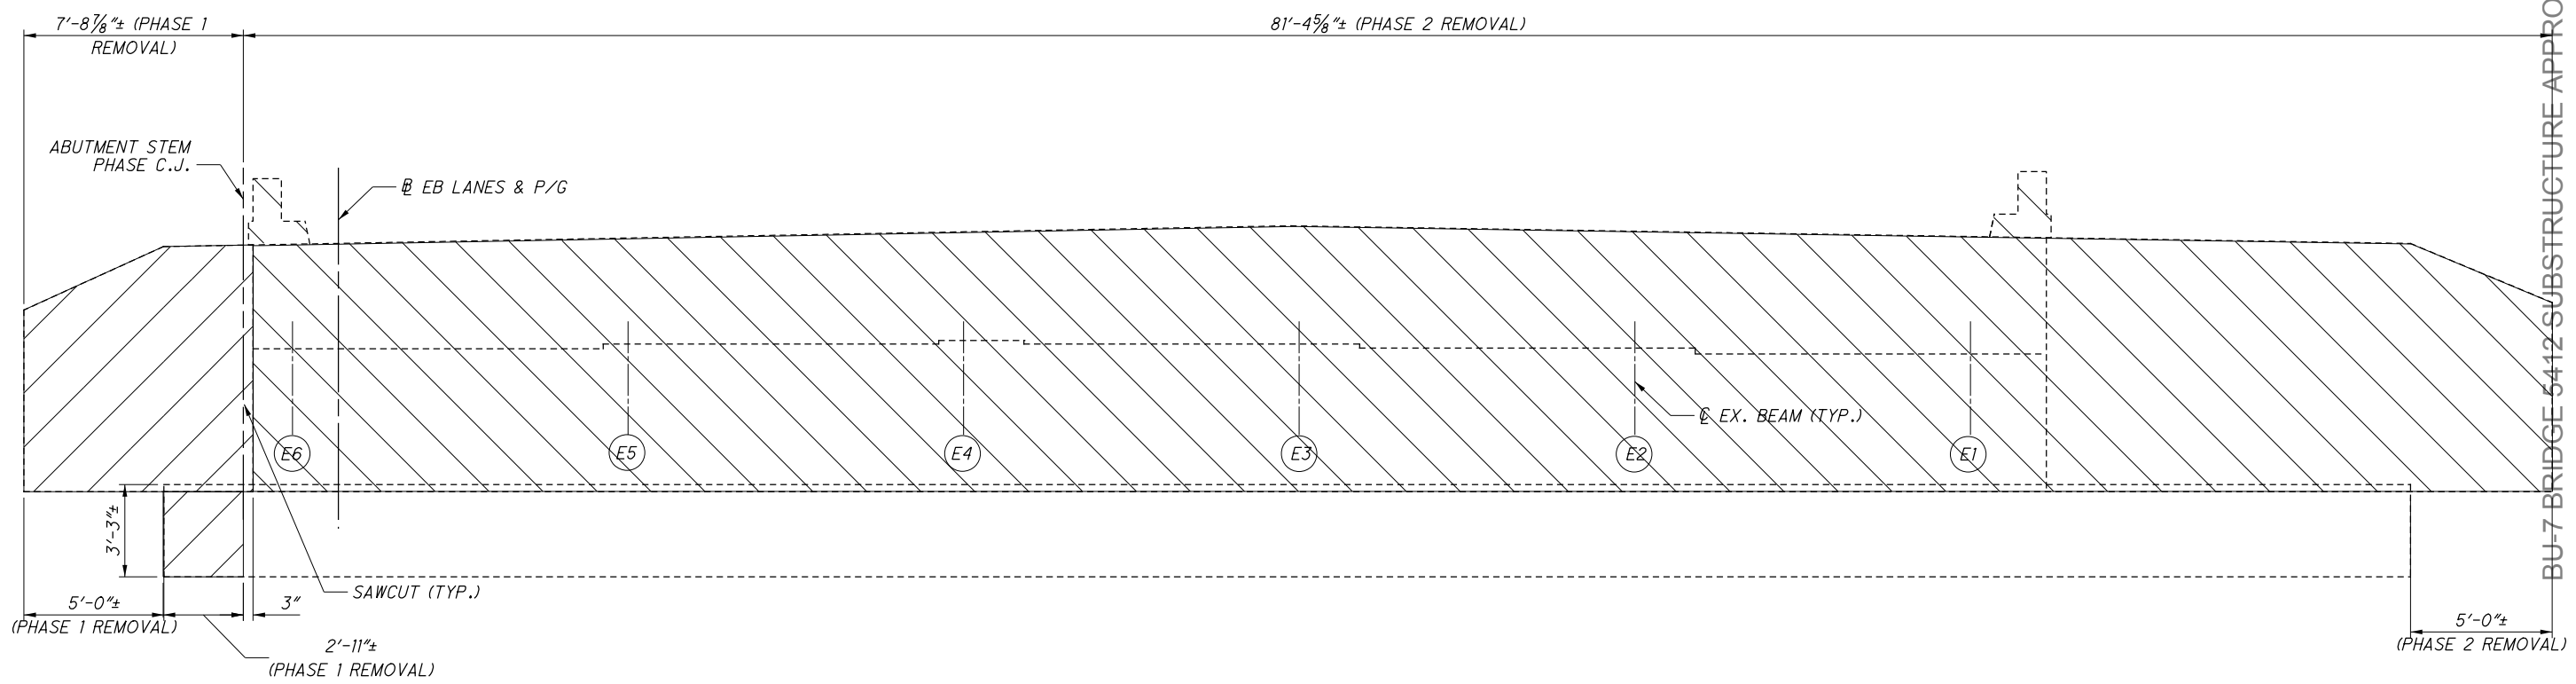 7'-8⅞"± (PHASE 1
REMOVAL)
81'-4⅝"± (PHASE 2 REMOVAL)
ABUTMENT STEM
PHASE C.J.
℄ EB LANES & P/G
℄ EX. BEAM (TYP.)
E6
E5
E4
E3
E2
E1
3'-3"±
SAWCUT (TYP.)
5'-0"±
(PHASE 1 REMOVAL)
3"
2'-11"±
(PHASE 1 REMOVAL)
5'-0"±
(PHASE 2 REMOVAL)
BU-7 BRIDGE 5412 SUBSTRUCTURE APPRO